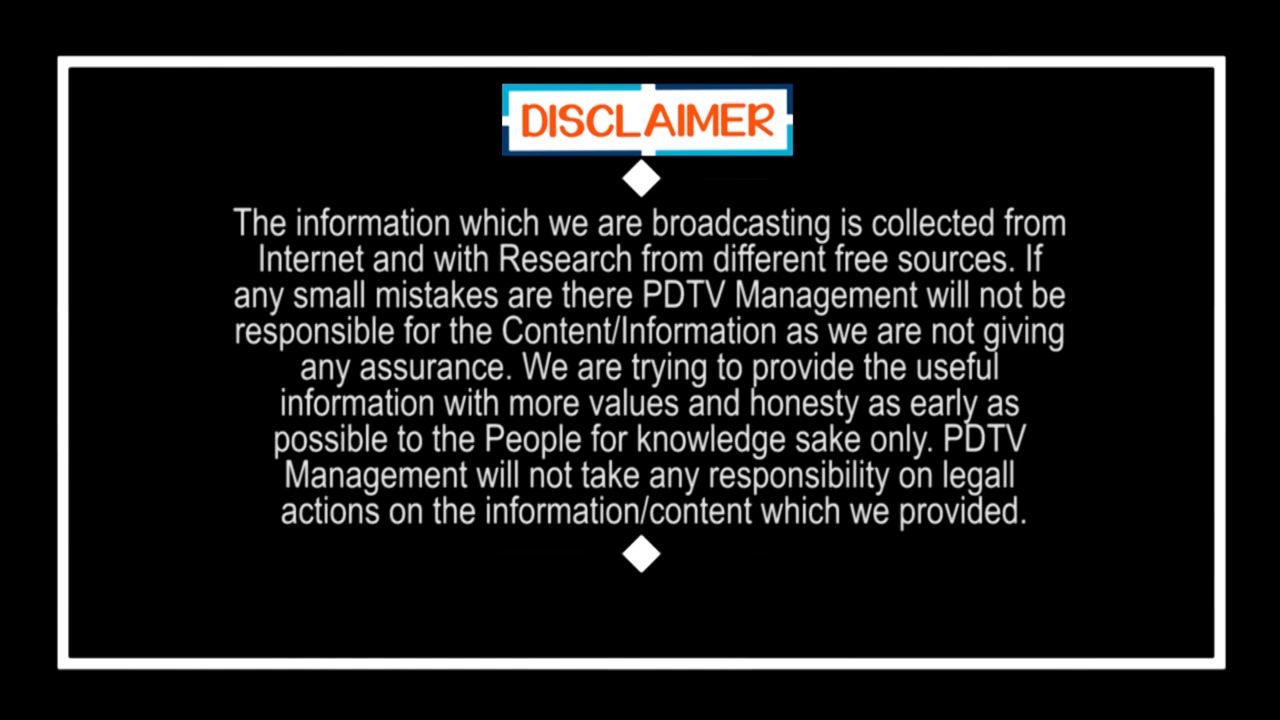 DISCLAIMER
The information which we are broadcasting is collected from
Internet and with Research from different free sources. If
any small mistakes are there PDTV Management will not be
responsible for the Content/Information as we are not giving
any assurance. We are trying to provide the useful
information with more values and honesty as early as
possible to the People for knowledge sake only. PDTV
Management will not take any responsibility on legall
actions on the information/content which we provided.